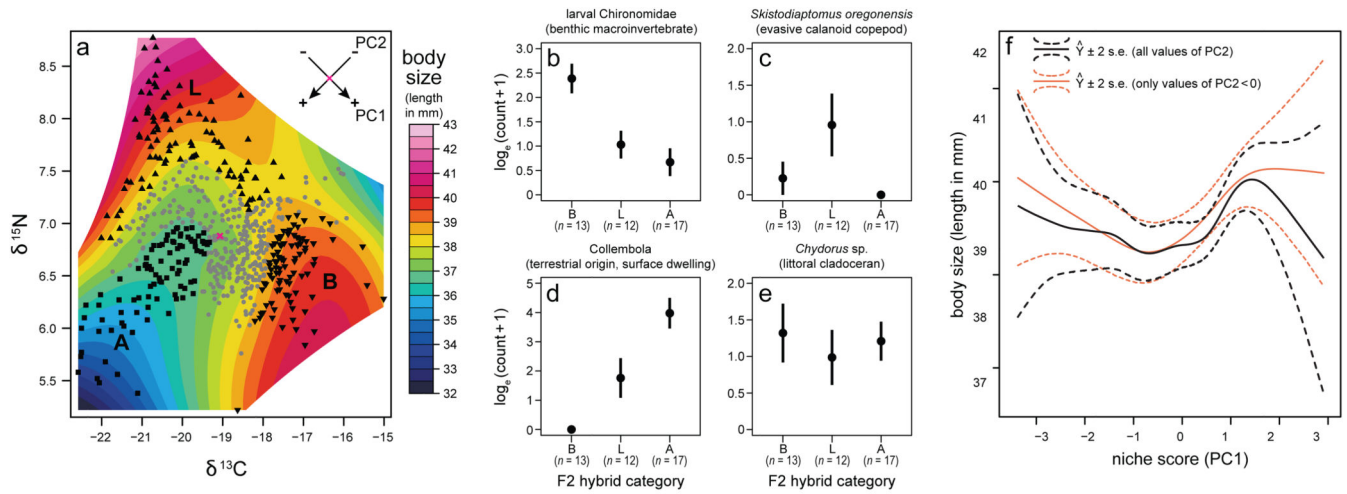 a
PC2
PC1
− −
+ +
L
A
B
8.5
8.0
7.5
7.0
6.5
6.0
5.5
δ 15N
−22 −21 −20 −19 −18 −17 −16 −15
δ 13C
body
size
(length
in mm)
43
42
41
40
39
38
37
36
35
34
33
32
larval Chironomidae
(benthic macroinvertebrate)
b
3.0
2.5
2.0
1.5
1.0
0.5
0.0
loge (count + 1)
B L A
(n = 13) (n = 12) (n = 17)
Skistodiaptomus oregonensis
(evasive calanoid copepod)
c
2.0
1.5
1.0
0.5
0.0
B L A
(n = 13) (n = 12) (n = 17)
Collembola
(terrestrial origin, surface dwelling)
d
5
4
3
2
1
0
loge (count + 1)
B L A
(n = 13) (n = 12) (n = 17)
F2 hybrid category
Chydorus sp.
(littoral cladoceran)
e
2.0
1.5
1.0
0.5
0.0
B L A
(n = 13) (n = 12) (n = 17)
F2 hybrid category
f
Ŷ ± 2 s.e. (all values of PC2)
Ŷ ± 2 s.e. (only values of PC2 < 0)
42
41
40
39
38
37
body size (length in mm)
−3 −2 −1 0 1 2 3
niche score (PC1)